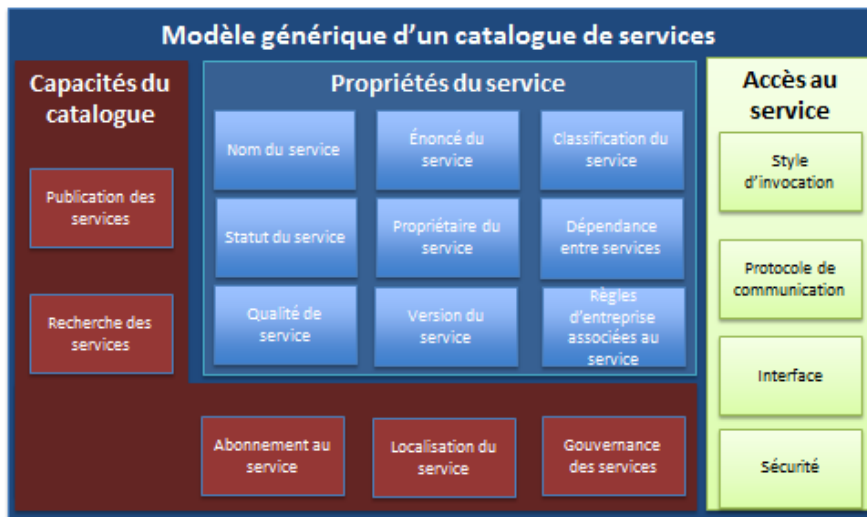 Modèle générique d'un catalogue de services
Capacités du
catalogue
Publication des
services
Recherche des
services
Abonnement au
service
Localisation du
service
Gouvernance
des services
Propriétés du service
Nom du service
Énoncé du
service
Classification du
service
Statut du service
Propriétaire du
service
Dépendance
entre services
Qualité de
service
Version du
service
Règles
d'entreprise
associées au
service
Accès au
service
Style
d'invocation
Protocole de
communication
Interface
Sécurité